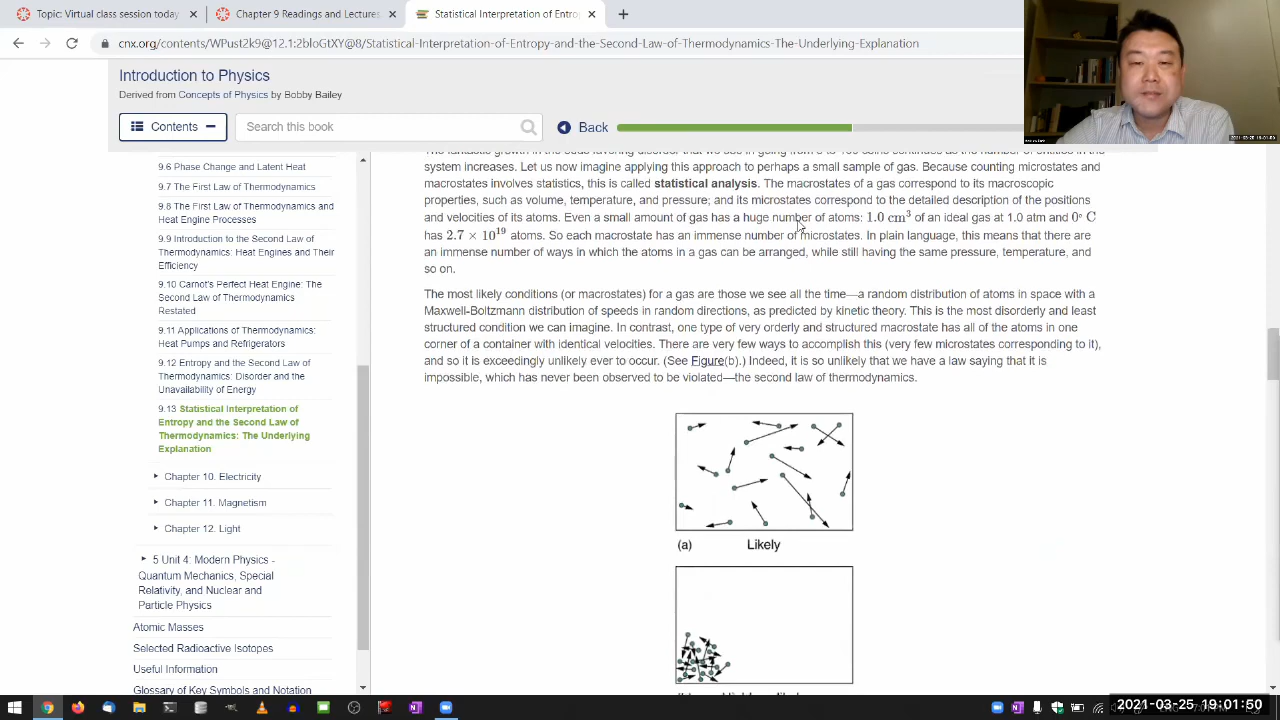 Topic: Violent session today
Chapter 9 Readings and Lectures
Statistical Interpretation of Entro
cnx.org/contents/WPust2k9@12.1:2bloskXY@8/Statistical-Interpretation-of-Entropy-and-the-Second-Law-of-Thermodynamics-The-Underlying-Explanation
Introduction to Physics
Derived from Concepts of Physics by Bobby Bailey
Contents
Search this book
Back
9.6 Phase Change and Latent Heat
9.7 The First Law of Thermodynamics
9.8 The First Law of Thermodynamics and
Heat Engine Processes
9.9 Introduction to the Second Law of
Thermodynamics: Heat Engines and Their
Efficiency
9.10 Carnot's Perfect Heat Engine: The
Second Law of Thermodynamics
Restated
9.11 Applications of Thermodynamics:
Heat Pumps and Refrigerators
9.12 Entropy and the Second Law of
Thermodynamics: Disorder and the
Unavailability of Energy
9.13 Statistical Interpretation of
Entropy and the Second Law of
Thermodynamics: The Underlying
Explanation
Chapter 10. Electricity
Chapter 11. Magnetism
Chapter 12. Light
5 Unit 4: Modern Physics -
Quantum Mechanics, Special
Relativity, and Nuclear and
Particle Physics
Atomic Masses
Selected Radioactive Isotopes
Useful Information
Glossary of Key Symbols and Notation
system increases. Let us now imagine applying this approach to perhaps a small sample of gas. Because counting microstates and
macrostates involves statistics, this is called statistical analysis. The macrostates of a gas correspond to its macroscopic
properties, such as volume, temperature, and pressure; and its microstates correspond to the detailed description of the positions
and velocities of its atoms. Even a small amount of gas has a huge number of atoms: 1.0 cm³ of an ideal gas at 1.0 atm and 0° C
has 2.7 × 10¹⁹ atoms. So each macrostate has an immense number of microstates. In plain language, this means that there are
an immense number of ways in which the atoms in a gas can be arranged, while still having the same pressure, temperature, and
so on.
The most likely conditions (or macrostates) for a gas are those we see all the time—a random distribution of atoms in space with a
Maxwell-Boltzmann distribution of speeds in random directions, as predicted by kinetic theory. This is the most disorderly and least
structured condition we can imagine. In contrast, one type of very orderly and structured macrostate has all of the atoms in one
corner of a container with identical velocities. There are very few ways to accomplish this (very few microstates corresponding to it),
and so it is exceedingly unlikely ever to occur. (See Figure(b).) Indeed, it is so unlikely that we have a law saying that it is
impossible, which has never been observed to be violated—the second law of thermodynamics.
(a) Likely
2021-03-25 19:01:50